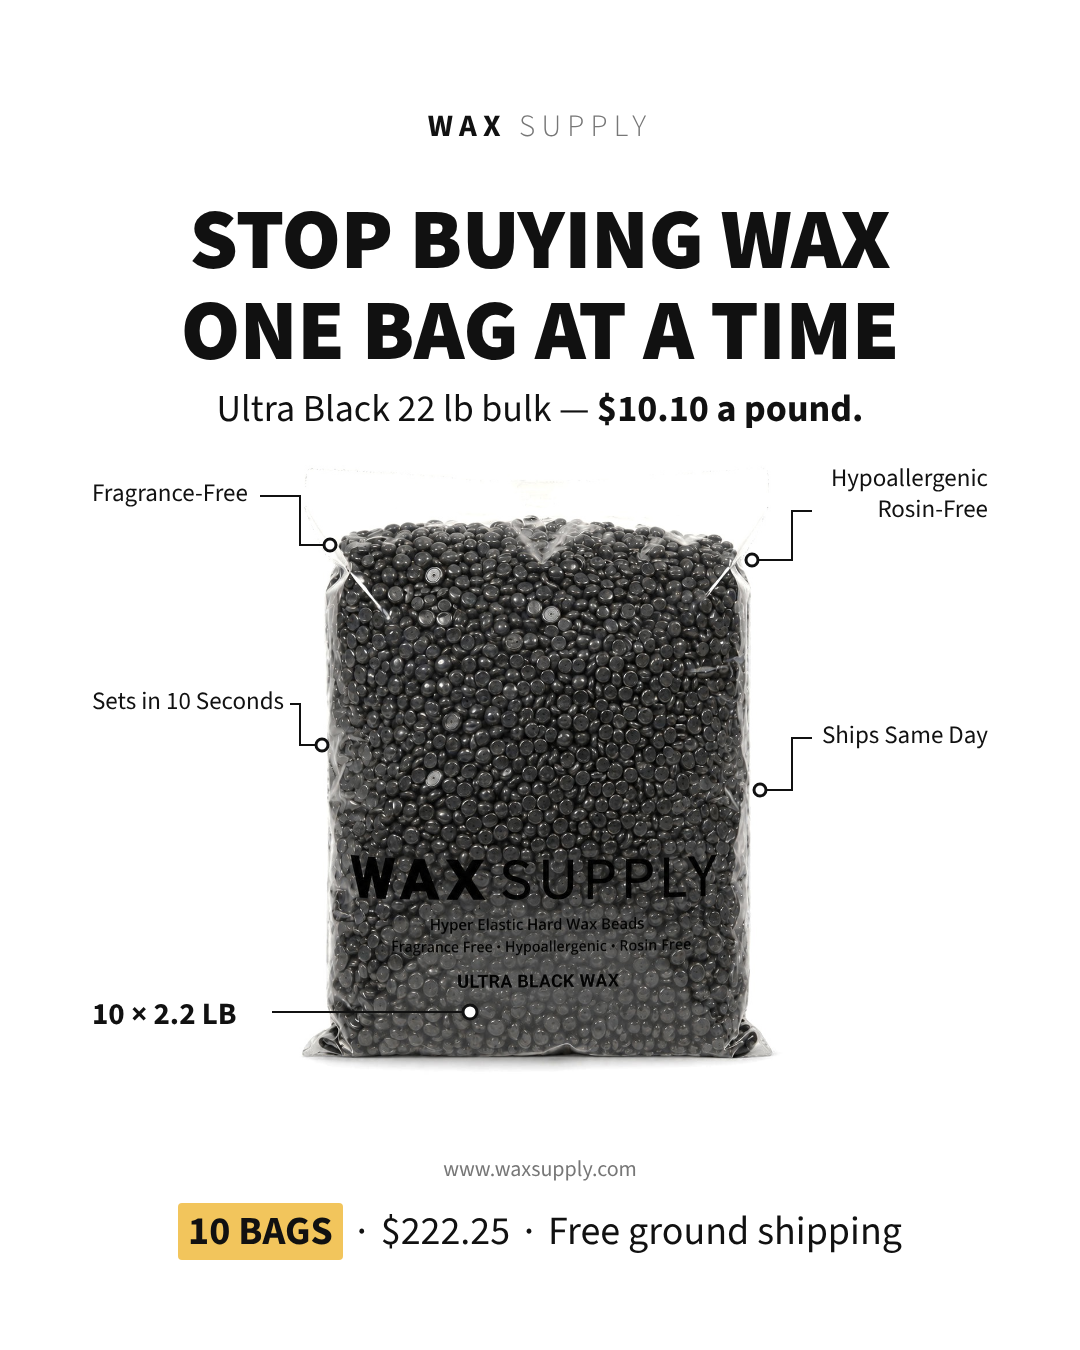 WAX SUPPLY
STOP BUYING WAX
ONE BAG AT A TIME
Ultra Black 22 lb bulk — $10.10 a pound.
Fragrance-Free
Hypoallergenic
Rosin-Free
Sets in 10 Seconds
Ships Same Day
WAX SUPPLY
Hyper Elastic Hard Wax Beads
Fragrance Free • Hypoallergenic • Rosin Free
ULTRA BLACK WAX
10 × 2.2 LB
www.waxsupply.com
10 BAGS · $222.25 · Free ground shipping